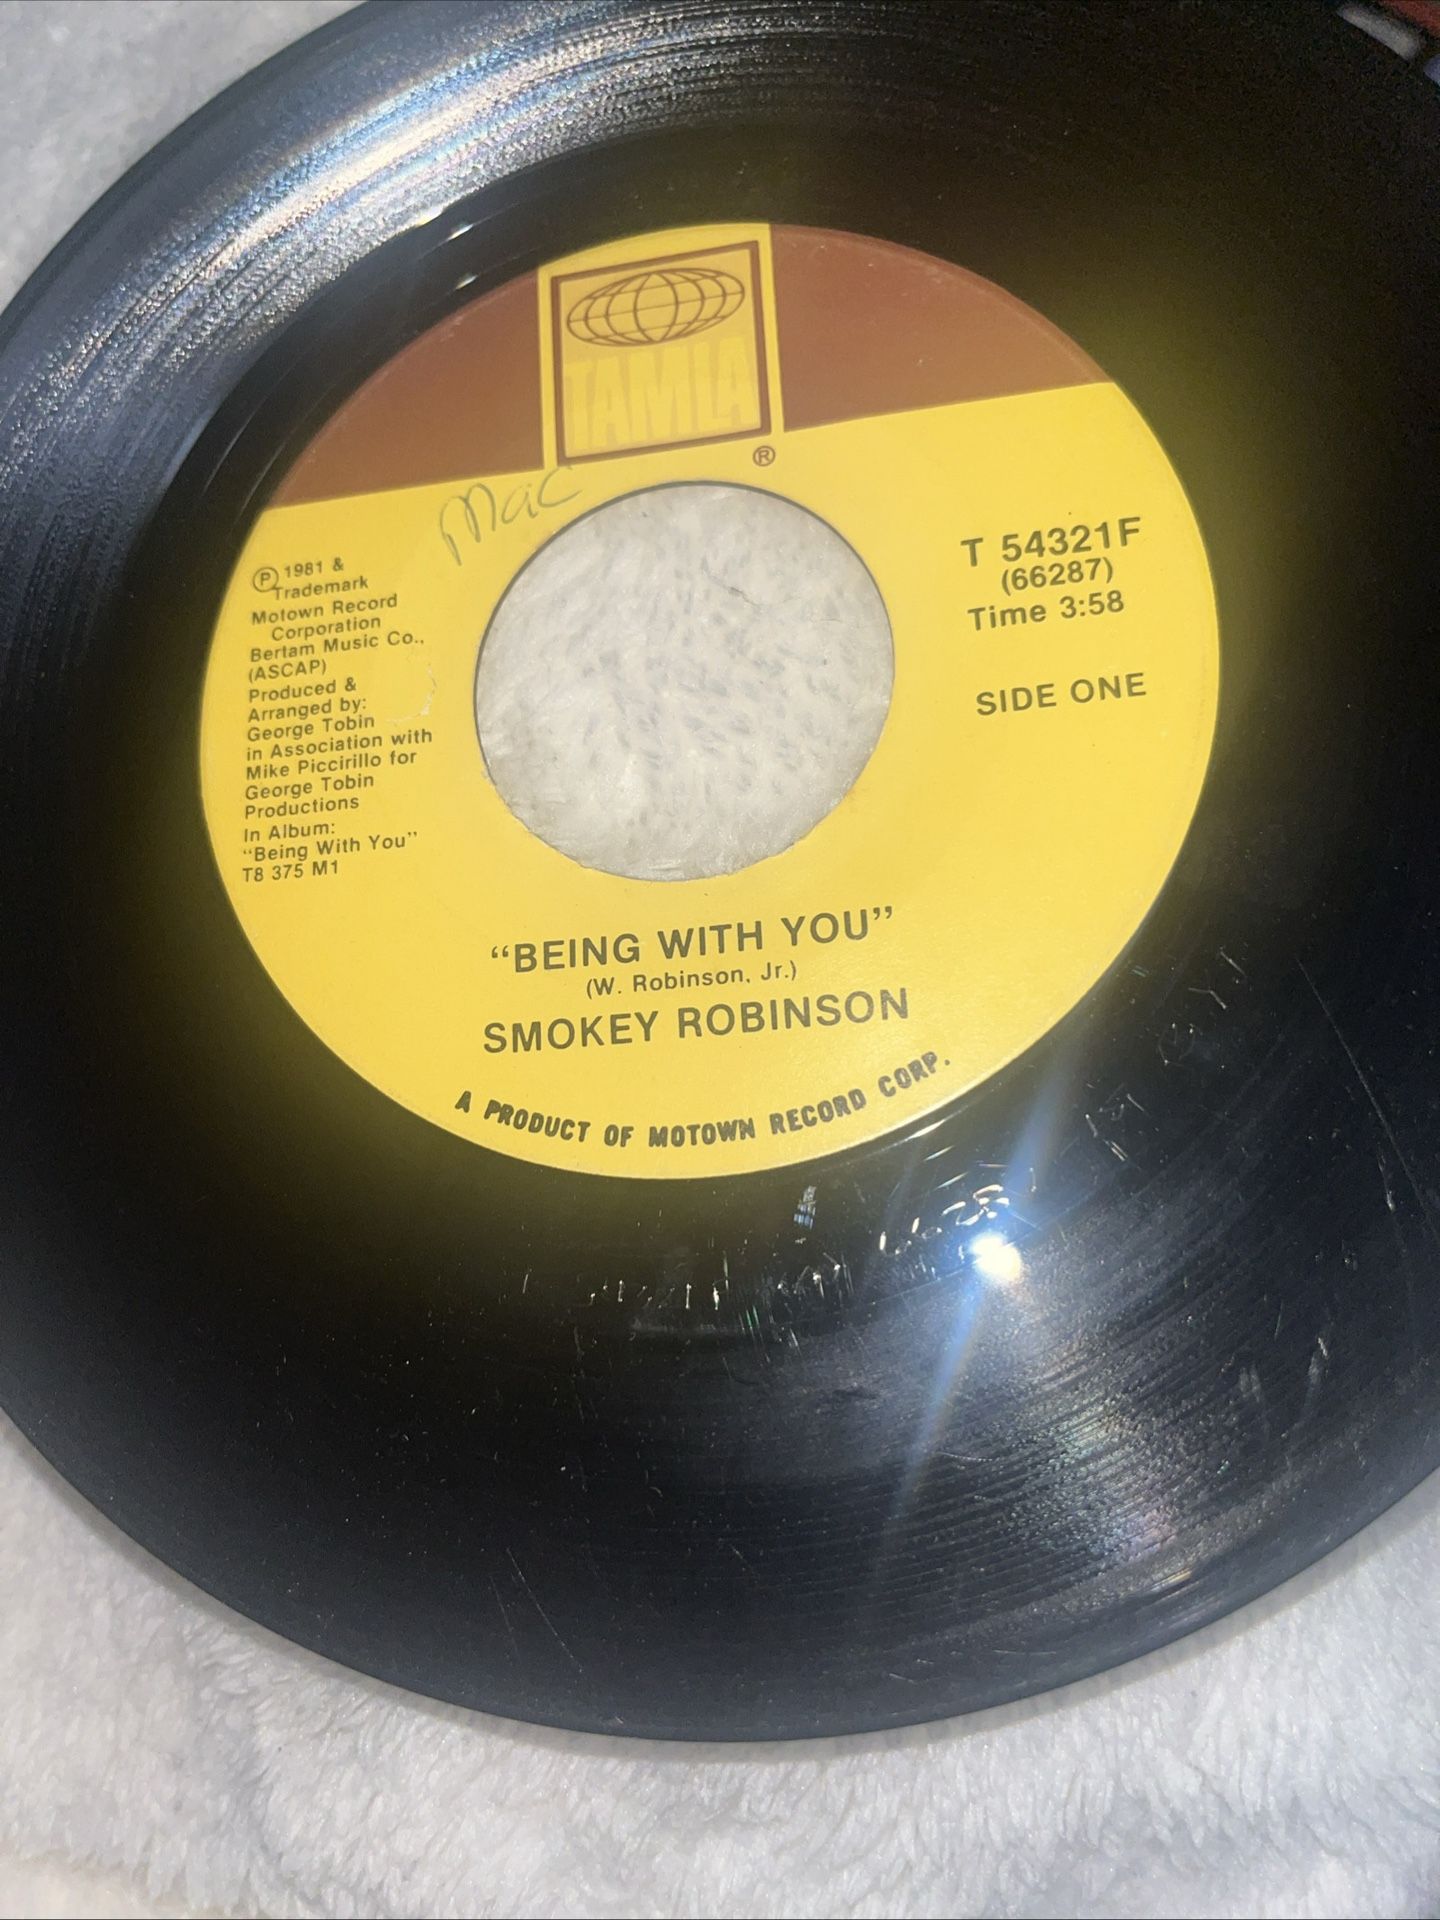 TAMLA
®
Mac
Ⓟ 1981 &
Trademark
Motown Record
Corporation
Bertam Music Co.,
(ASCAP)
Produced &
Arranged by:
George Tobin
in Association with
Mike Piccirillo for
George Tobin
Productions
In Album:
“Being With You”
T8 375 M1
T 54321F
(66287)
Time 3:58
SIDE ONE
“BEING WITH YOU”
(W. Robinson, Jr.)
SMOKEY ROBINSON
A PRODUCT OF MOTOWN RECORD CORP.